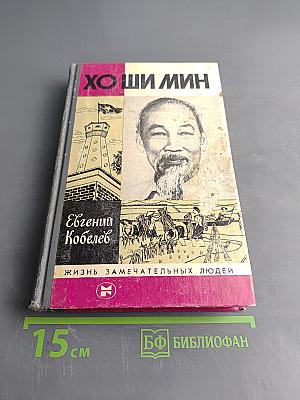 ХО ШИ МИН
Евгений
Кобелев
ЖИЗНЬ ЗАМЕЧАТЕЛЬНЫХ ЛЮДЕЙ
15 см
БФ БИБЛИОФАН